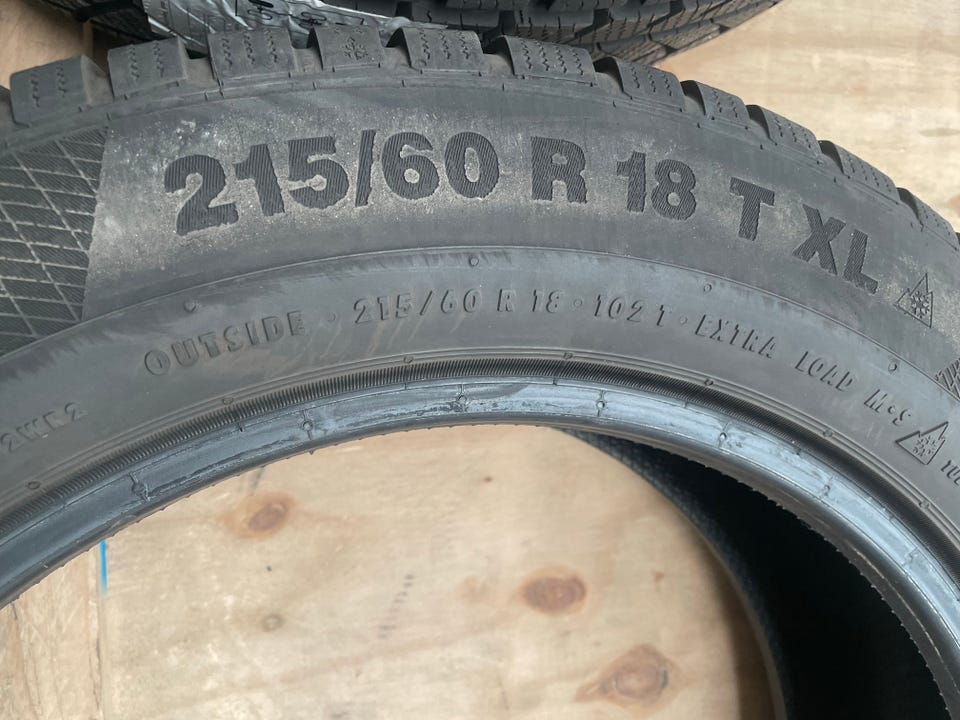 215/60 R 18 T XL
OUTSIDE · 215/60 R 18 · 102 T · EXTRA LOAD M+S